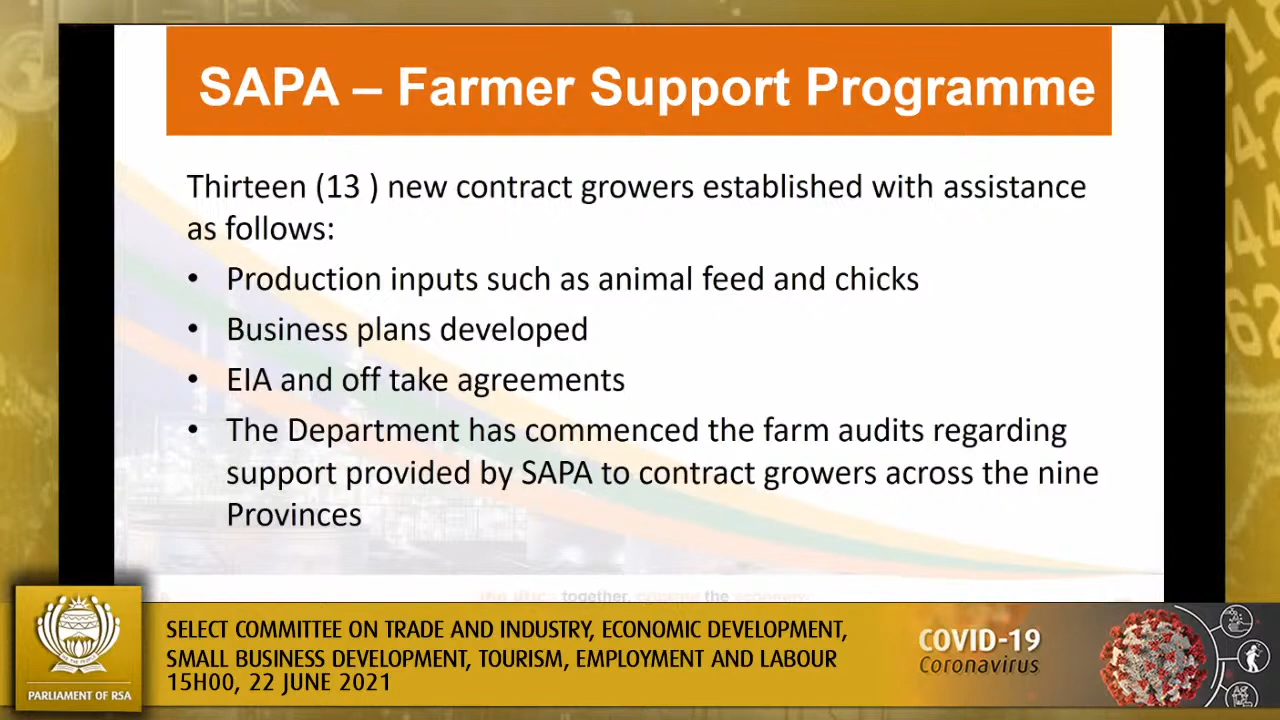 SAPA – Farmer Support Programme
Thirteen (13 ) new contract growers established with assistance
as follows:
• Production inputs such as animal feed and chicks
• Business plans developed
• EIA and off take agreements
• The Department has commenced the farm audits regarding
support provided by SAPA to contract growers across the nine
Provinces
together,
the
SELECT COMMITTEE ON TRADE AND INDUSTRY, ECONOMIC DEVELOPMENT,
SMALL BUSINESS DEVELOPMENT, TOURISM, EMPLOYMENT AND LABOUR
15H00, 22 JUNE 2021
PARLIAMENT OF RSA
COVID-19
Coronavirus